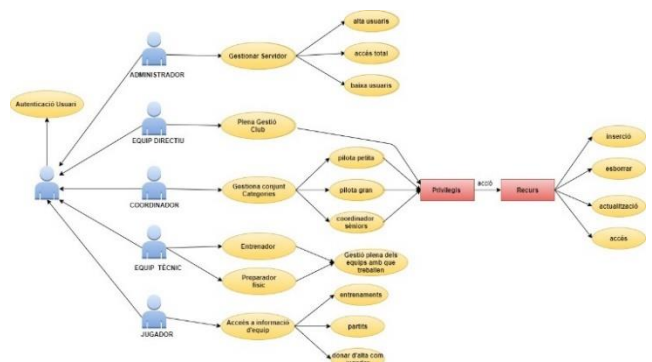 alta usuaris
Gestionar Servidor
accés total
ADMINISTRADOR
baixa usuaris
Autenticació Usuari
Plena Gestió
Club
EQUIP DIRECTIU
inserció
pilota petita
esborrar
Gestiona conjunt
Categories
pilota gran
Privilegis
acció
Recurs
COORDINADOR
actualització
coordinador
sèniors
accés
Entrenador
EQUIP TÈCNIC
Gestió plena dels
equips amb que
treballen
Preparador
físic
entrenaments
Accés a informació
d'equip
partits
JUGADOR
donar d'alta com